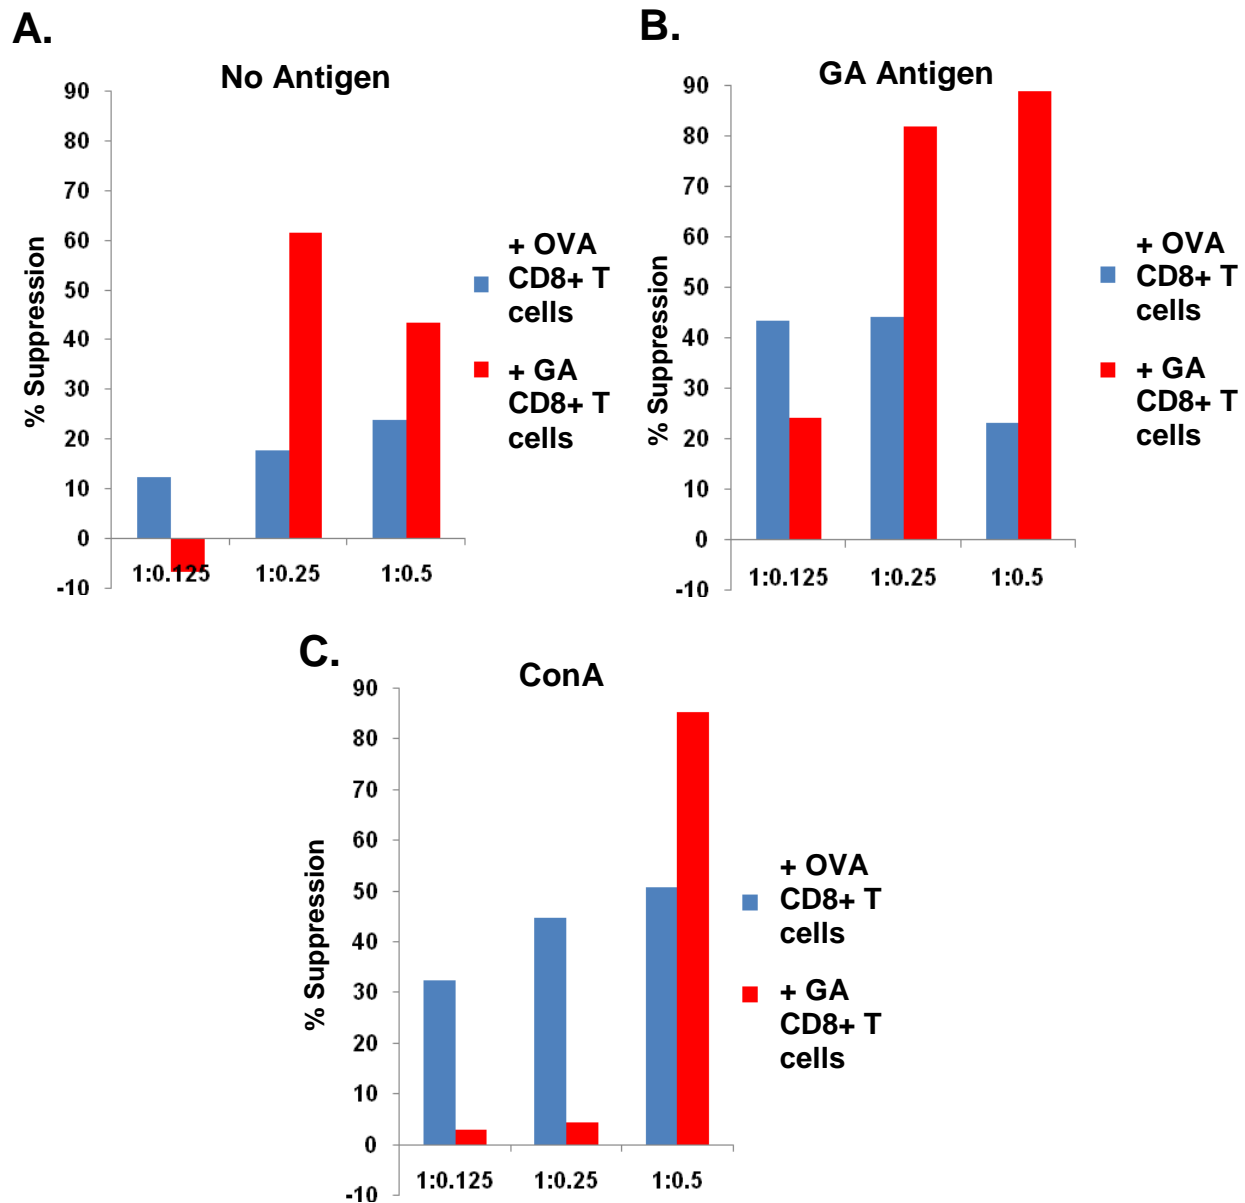 A.
No Antigen
90
80
70
60
50
40
30
20
10
0
-10
% Suppression
1:0.125
1:0.25
1:0.5
+ OVA
CD8+ T
cells
+ GA
CD8+ T
cells
B.
GA Antigen
90
80
70
60
50
40
30
20
10
0
-10
% Suppression
1:0.125
1:0.25
1:0.5
+ OVA
CD8+ T
cells
+ GA
CD8+ T
cells
C.
ConA
90
80
70
60
50
40
30
20
10
0
-10
% Suppression
1:0.125
1:0.25
1:0.5
+ OVA
CD8+ T
cells
+ GA
CD8+ T
cells